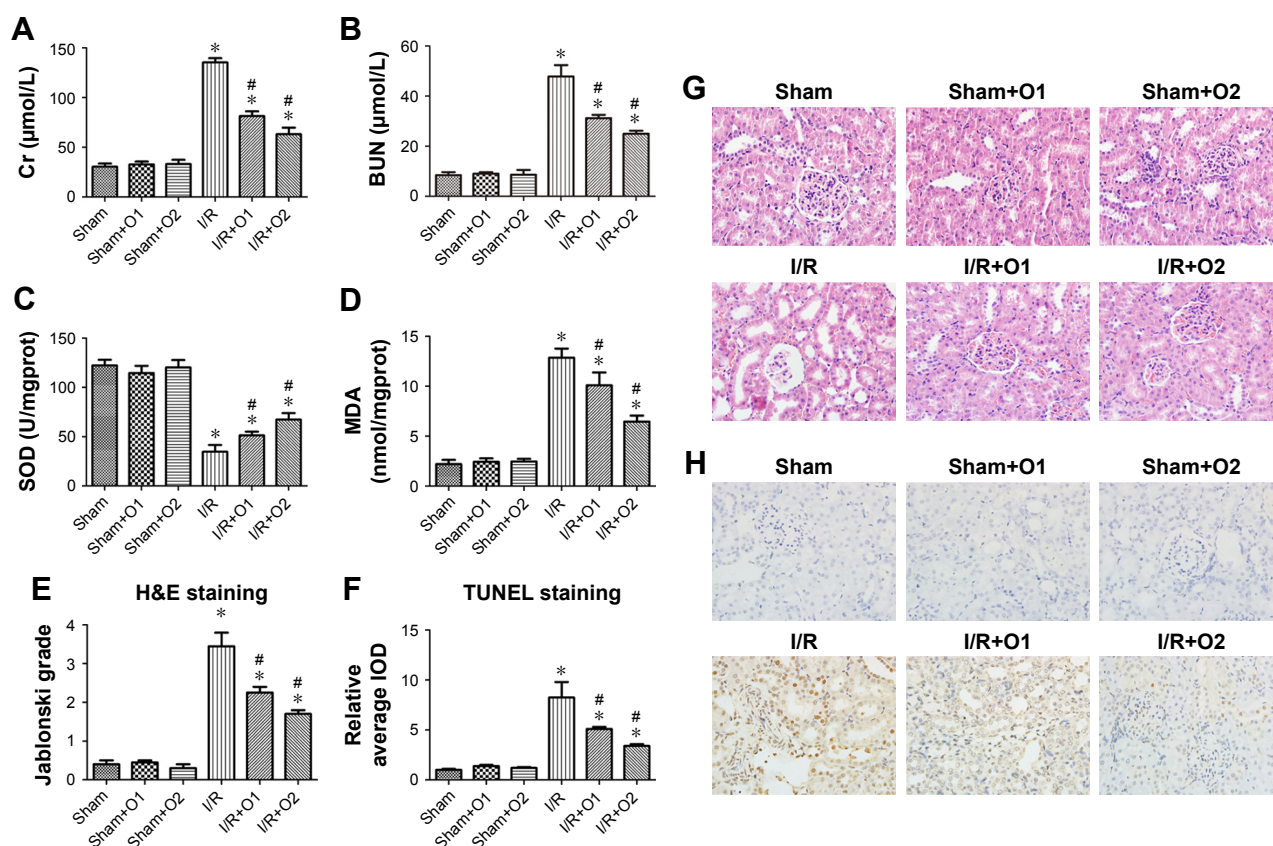 A
Cr (µmol/L)
150
100
50
0
* # * # *
Sham
Sham+O1
Sham+O2
I/R
I/R+O1
I/R+O2
B
BUN (µmol/L)
60
40
20
0
* # * # *
Sham
Sham+O1
Sham+O2
I/R
I/R+O1
I/R+O2
C
SOD (U/mgprot)
150
100
50
0
* # * # *
Sham
Sham+O1
Sham+O2
I/R
I/R+O1
I/R+O2
D
MDA
(nmol/mgprot)
15
10
5
0
* # * # *
Sham
Sham+O1
Sham+O2
I/R
I/R+O1
I/R+O2
E
H&E staining
Jablonski grade
4
3
2
1
0
* # * # *
Sham
Sham+O1
Sham+O2
I/R
I/R+O1
I/R+O2
F
TUNEL staining
Relative
average IOD
15
10
5
0
* # * # *
Sham
Sham+O1
Sham+O2
I/R
I/R+O1
I/R+O2
G
Sham Sham+O1 Sham+O2
I/R I/R+O1 I/R+O2
H
Sham Sham+O1 Sham+O2
I/R I/R+O1 I/R+O2